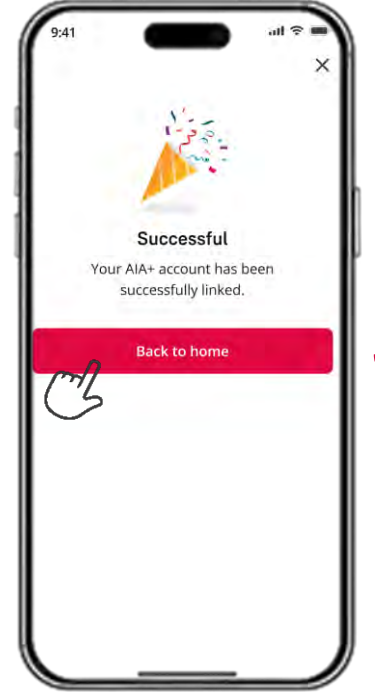 9:41
Successful
Your AIA+ account has been
successfully linked.
Back to home